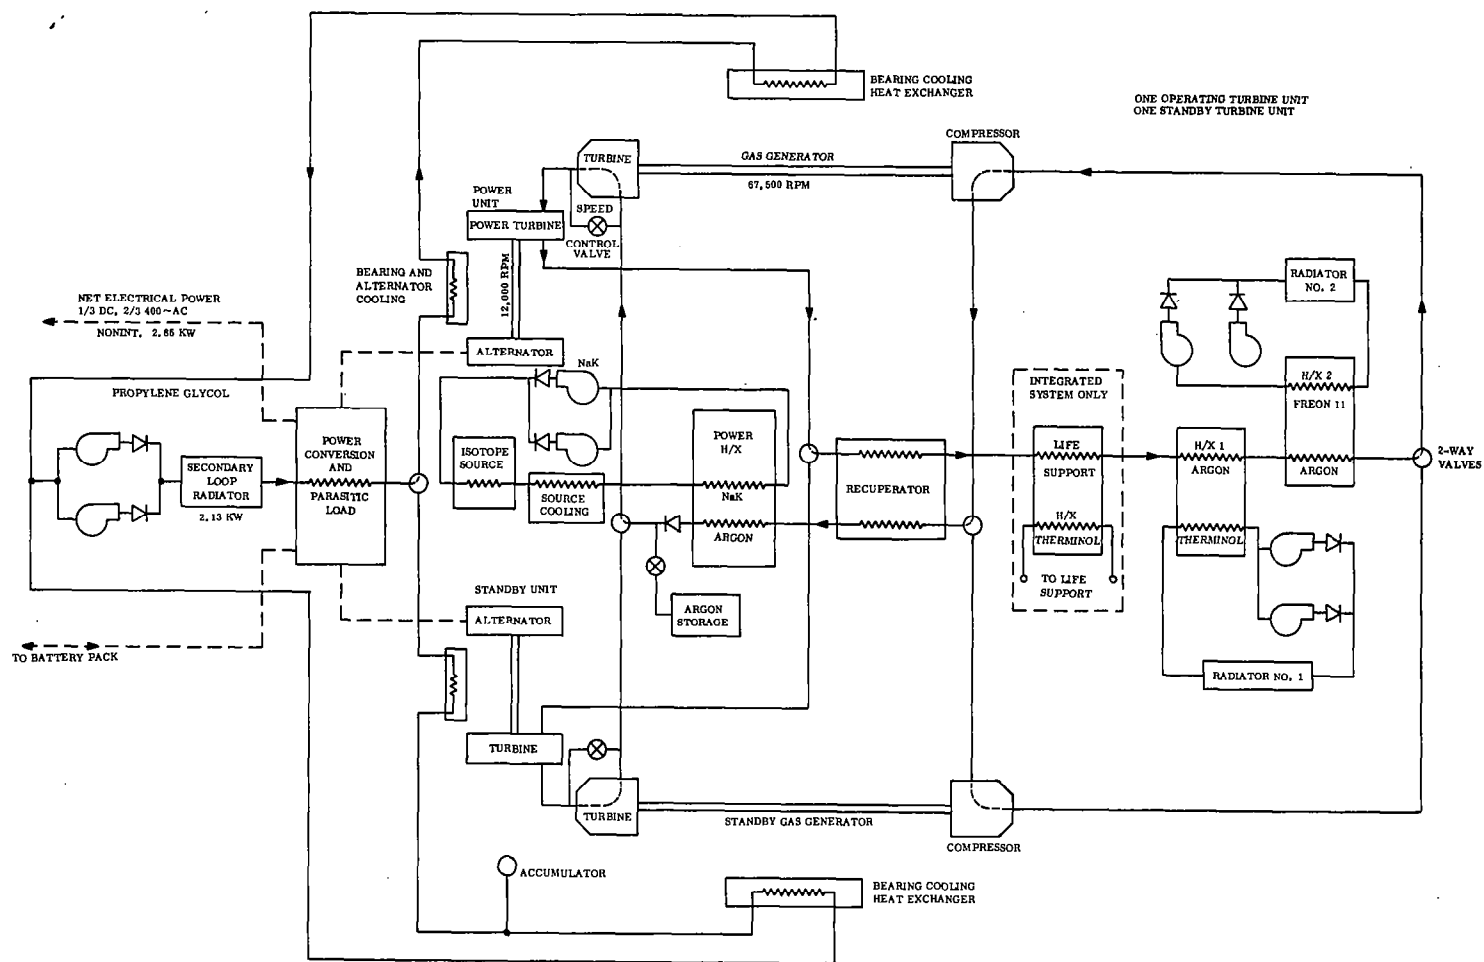 BEARING COOLING
HEAT EXCHANGER
ONE OPERATING TURBINE UNIT
ONE STANDBY TURBINE UNIT
COMPRESSOR
TURBINE
GAS GENERATOR
67,500 RPM
POWER
UNIT
SPEED
POWER TURBINE
CONTROL
VALVE
BEARING AND
ALTERNATOR
COOLING
12,000 RPM
RADIATOR
NO. 2
NET ELECTRICAL POWER
1/3 DC, 2/3 400~AC
NONINT. 2.85 KW
ALTERNATOR
NaK
PROPYLENE GLYCOL
INTEGRATED
SYSTEM ONLY
H/X 2
FREON 11
POWER
CONVERSION
AND
PARASITIC
LOAD
ISOTOPE
SOURCE
POWER
H/X
LIFE
SUPPORT
H/X 1
ARGON
ARGON
2-WAY
VALVES
SECONDARY
LOOP
RADIATOR
2.13 KW
SOURCE
COOLING
NaK
RECUPERATOR
ARGON
H/X
THERMINOL
THERMINOL
TO LIFE
SUPPORT
STANDBY UNIT
ALTERNATOR
ARGON
STORAGE
TO BATTERY PACK
RADIATOR NO. 1
TURBINE
TURBINE
STANDBY GAS GENERATOR
COMPRESSOR
ACCUMULATOR
BEARING COOLING
HEAT EXCHANGER